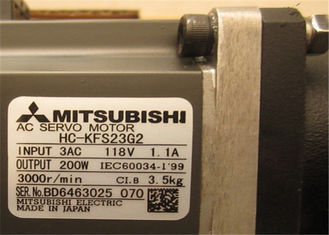 MITSUBISHI
AC SERVO MOTOR
HC-KFS23G2
INPUT 3AC 118V 1.1A
OUTPUT 200W IEC60034-1'99
3000r/min CI.B 3.5kg
SER.No.BD6463025 070
MITSUBISHI ELECTRIC
MADE IN JAPAN